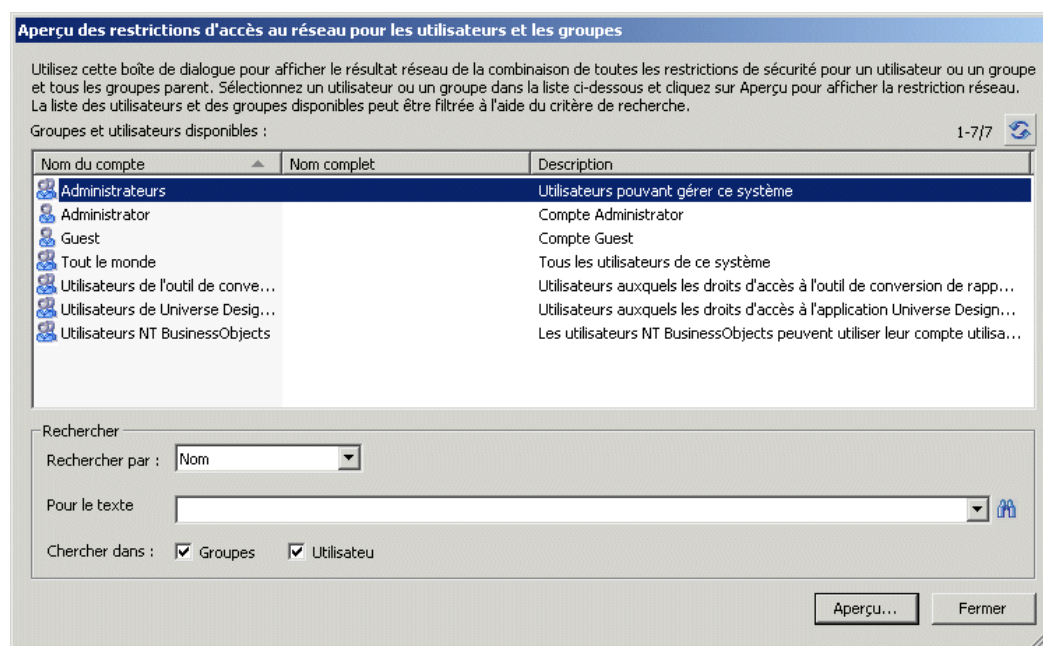 Aperçu des restrictions d'accès au réseau pour les utilisateurs et les groupes
Utilisez cette boîte de dialogue pour afficher le résultat réseau de la combinaison de toutes les restrictions de sécurité pour un utilisateur ou un groupe
et tous les groupes parent. Sélectionnez un utilisateur ou un groupe dans la liste ci-dessous et cliquez sur Aperçu pour afficher la restriction réseau.
La liste des utilisateurs et des groupes disponibles peut être filtrée à l'aide du critère de recherche.
Groupes et utilisateurs disponibles : 1-7/7
Nom du compte Nom complet Description
Administrateurs Utilisateurs pouvant gérer ce système
Administrator Compte Administrator
Guest Compte Guest
Tout le monde Tous les utilisateurs de ce système
Utilisateurs de l'outil de conve... Utilisateurs auxquels les droits d'accès à l'outil de conversion de rapp...
Utilisateurs de Universe Desig... Utilisateurs auxquels les droits d'accès à l'application Universe Design...
Utilisateurs NT BusinessObjects Les utilisateurs NT BusinessObjects peuvent utiliser leur compte utilisa...
Rechercher
Rechercher par : Nom
Pour le texte
Chercher dans : Groupes Utilisateu
Aperçu... Fermer